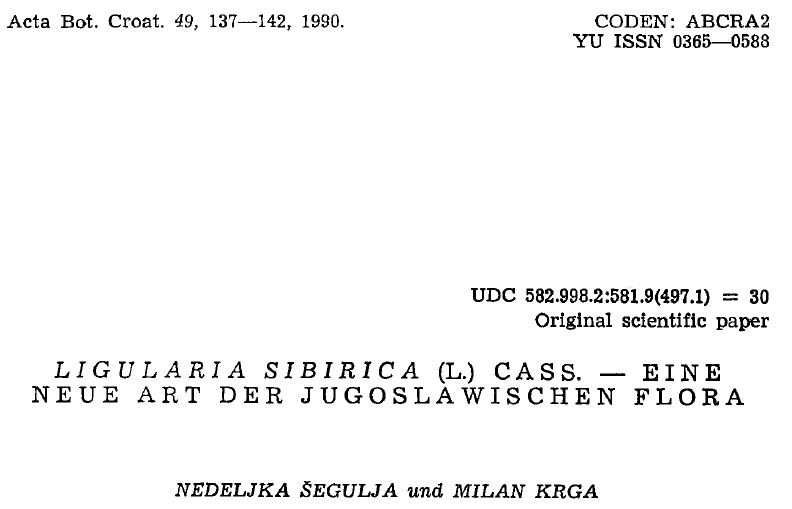 Acta Bot. Croat. 49, 137—142, 1990.
CODEN: ABCRA2
YU ISSN 0365—0588
UDC 582.998.2:581.9(497.1) = 30
Original scientific paper
LIGULARIA SIBIRICA (L.) CASS. — EINE
NEUE ART DER JUGOSLAWISCHEN FLORA
NEDELJKA ŠEGULJA und MILAN KRGA